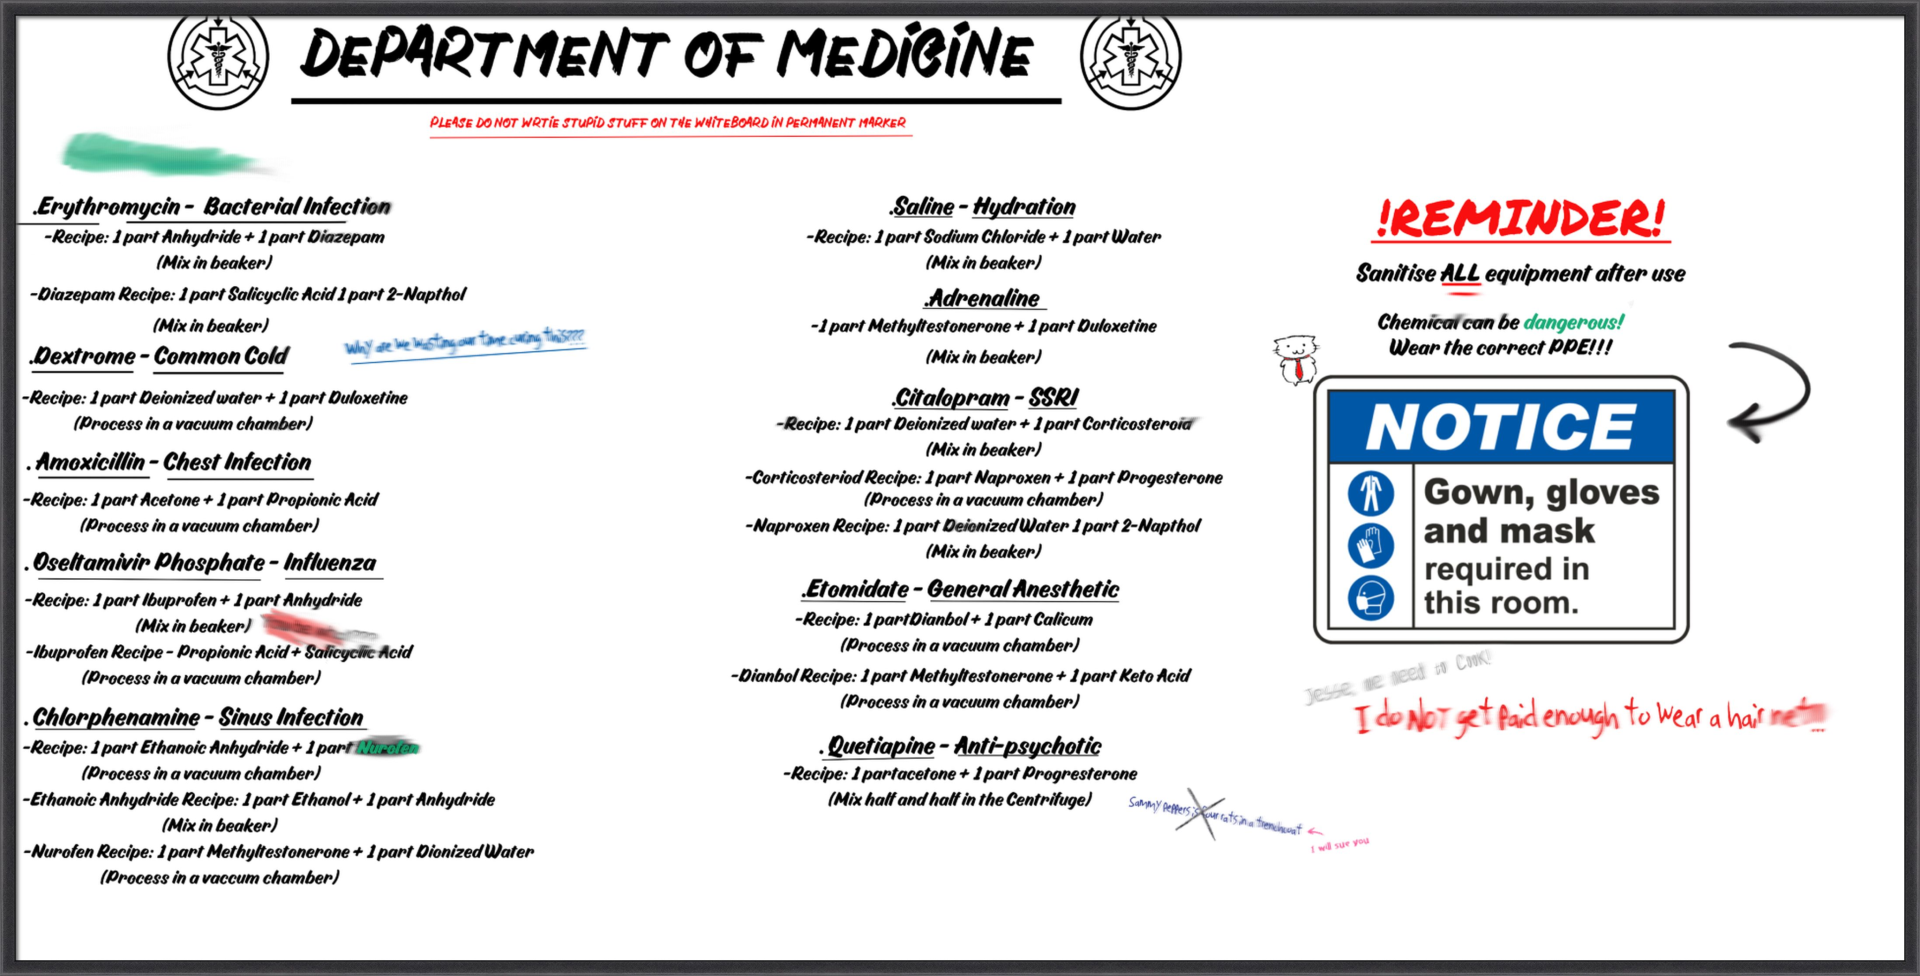 DEPARTMENT OF MEDICINE
PLEASE DO NOT WRTIE STUPID STUFF ON THE WHITEBOARD IN PERMANENT MARKER
.Erythromycin - Bacterial Infection
-Recipe: 1 part Anhydride + 1 part Diazepam
(Mix in beaker)
-Diazepam Recipe: 1 part Salicyclic Acid 1 part 2-Napthol
(Mix in beaker)
Why are we wasting our time curing this???
.Dextrome - Common Cold
-Recipe: 1 part Deionized water + 1 part Duloxetine
(Process in a vacuum chamber)
. Amoxicillin - Chest Infection
-Recipe: 1 part Acetone + 1 part Propionic Acid
(Process in a vacuum chamber)
. Oseltamivir Phosphate - Influenza
-Recipe: 1 part Ibuprofen + 1 part Anhydride
(Mix in beaker)
-Ibuprofen Recipe - Propionic Acid + Salicyclic Acid
(Process in a vacuum chamber)
. Chlorphenamine - Sinus Infection
-Recipe: 1 part Ethanoic Anhydride + 1 part Nurofen
(Process in a vacuum chamber)
-Ethanoic Anhydride Recipe: 1 part Ethanol + 1 part Anhydride
(Mix in beaker)
-Nurofen Recipe: 1 part Methyltestonerone + 1 part Dionized Water
(Process in a vaccum chamber)
.Saline - Hydration
-Recipe: 1 part Sodium Chloride + 1 part Water
(Mix in beaker)
.Adrenaline
-1 part Methyltestonerone + 1 part Duloxetine
(Mix in beaker)
.Citalopram - SSRI
-Recipe: 1 part Deionized water + 1 part Corticosteroid
(Mix in beaker)
-Corticosteriod Recipe: 1 part Naproxen + 1 part Progesterone
(Process in a vacuum chamber)
-Naproxen Recipe: 1 part Deionized Water 1 part 2-Napthol
(Mix in beaker)
.Etomidate - General Anesthetic
-Recipe: 1 partDianbol + 1 part Calicum
(Process in a vacuum chamber)
-Dianbol Recipe: 1 part Methyltestonerone + 1 part Keto Acid
(Process in a vacuum chamber)
. Quetiapine - Anti-psychotic
-Recipe: 1 partacetone + 1 part Progresterone
(Mix half and half in the Centrifuge)
Sammy Peppers is four rats in a trenchcoat
I will sue you
!REMINDER!
Sanitise ALL equipment after use
Chemical can be dangerous!
Wear the correct PPE!!!
NOTICE
Gown, gloves
and mask
required in
this room.
Jesse, we need to Cook!
I do NOT get Paid enough to wear a hair net...